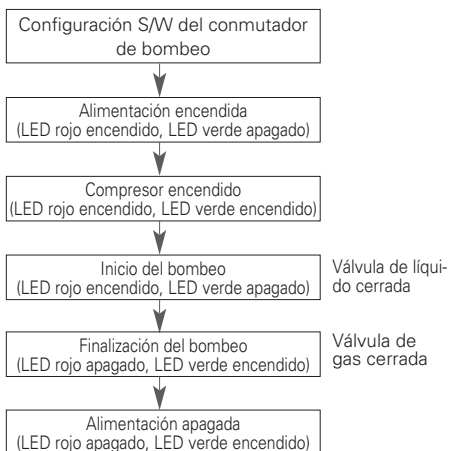 Configuración S/W del conmutador
de bombeo
Alimentación encendida
(LED rojo encendido, LED verde apagado)
Compresor encendido
(LED rojo encendido, LED verde encendido)
Inicio del bombeo
(LED rojo encendido, LED verde apagado)
Válvula de líqui-
do cerrada
Finalización del bombeo
(LED rojo apagado, LED verde encendido)
Válvula de
gas cerrada
Alimentación apagada
(LED rojo apagado, LED verde encendido)